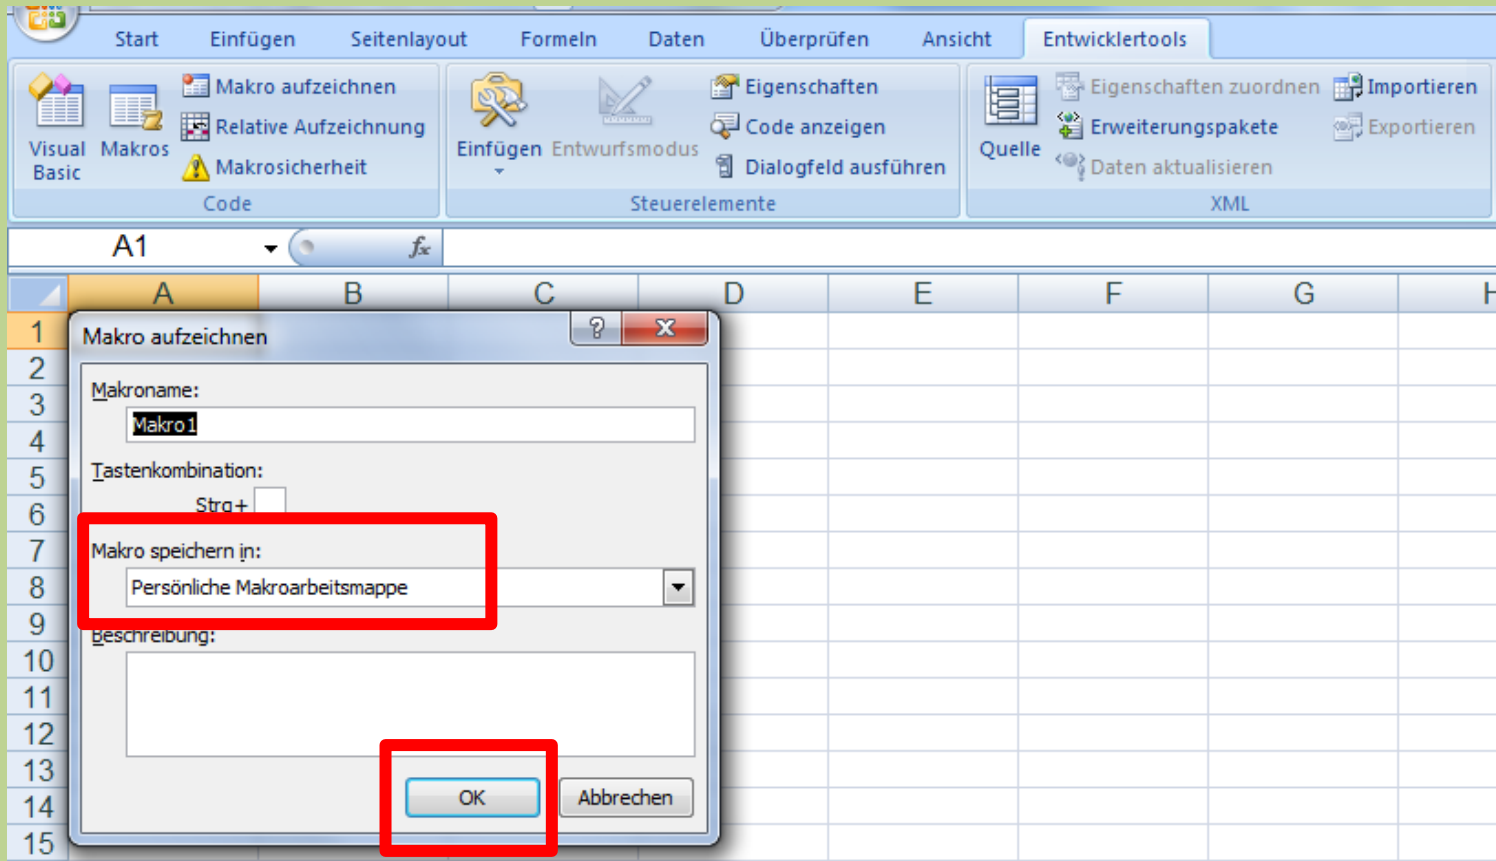 Start Einfügen Seitenlayout Formeln Daten Überprüfen Ansicht Entwicklertools
Visual Basic
Makros
Makro aufzeichnen
Relative Aufzeichnung
Makrosicherheit
Code
Einfügen
Entwurfsmodus
Eigenschaften
Code anzeigen
Dialogfeld ausführen
Steuerelemente
Quelle
Eigenschaften zuordnen
Erweiterungspakete
Daten aktualisieren
Importieren
Exportieren
XML
A1 fx
A B C D E F G H
1
2
3
4
5
6
7
8
9
10
11
12
13
14
15
Makro aufzeichnen ? X
Makroname:
Makro1
Tastenkombination:
Strg+
Makro speichern in:
Persönliche Makroarbeitsmappe
Beschreibung:
OK Abbrechen